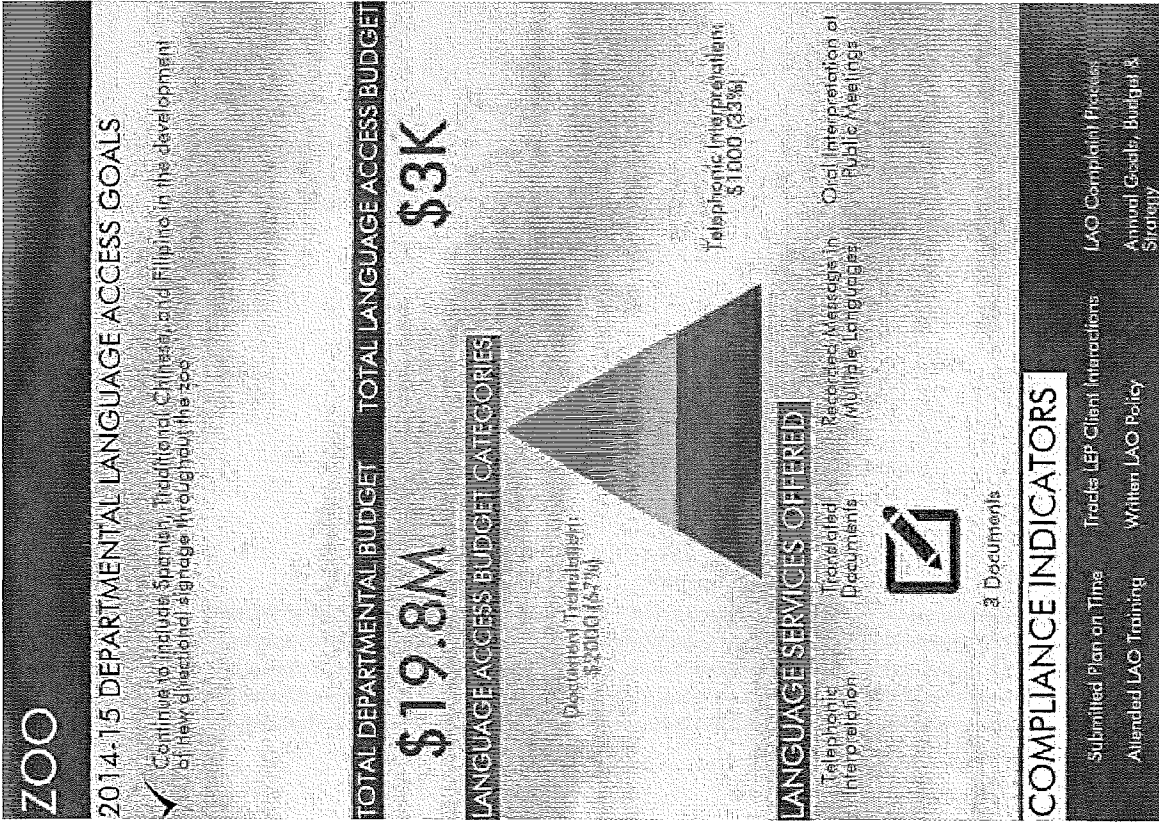 ZOO
2014-15 DEPARTMENTAL LANGUAGE ACCESS GOALS
Continue to include Spanish, Traditional Chinese, and Filipino in the development
of new directional signage throughout the zoo
TOTAL DEPARTMENTAL BUDGET
$19.8M
TOTAL LANGUAGE ACCESS BUDGET
$3K
LANGUAGE ACCESS BUDGET CATEGORIES
Document Translation:
$2000 (67%)
Telephonic Interpretation:
$1000 (33%)
LANGUAGE SERVICES OFFERED
Telephonic
Interpretation
Translated
Documents
3 Documents
Recorded Message in
Multiple Languages
Oral Interpretation at
Public Meetings
COMPLIANCE INDICATORS
Submitted Plan on Time
Tracks LEP Client Interactions
LAO Complaint Process
Attended LAO Training
Written LAO Policy
Annual Goals, Budget &
Strategy